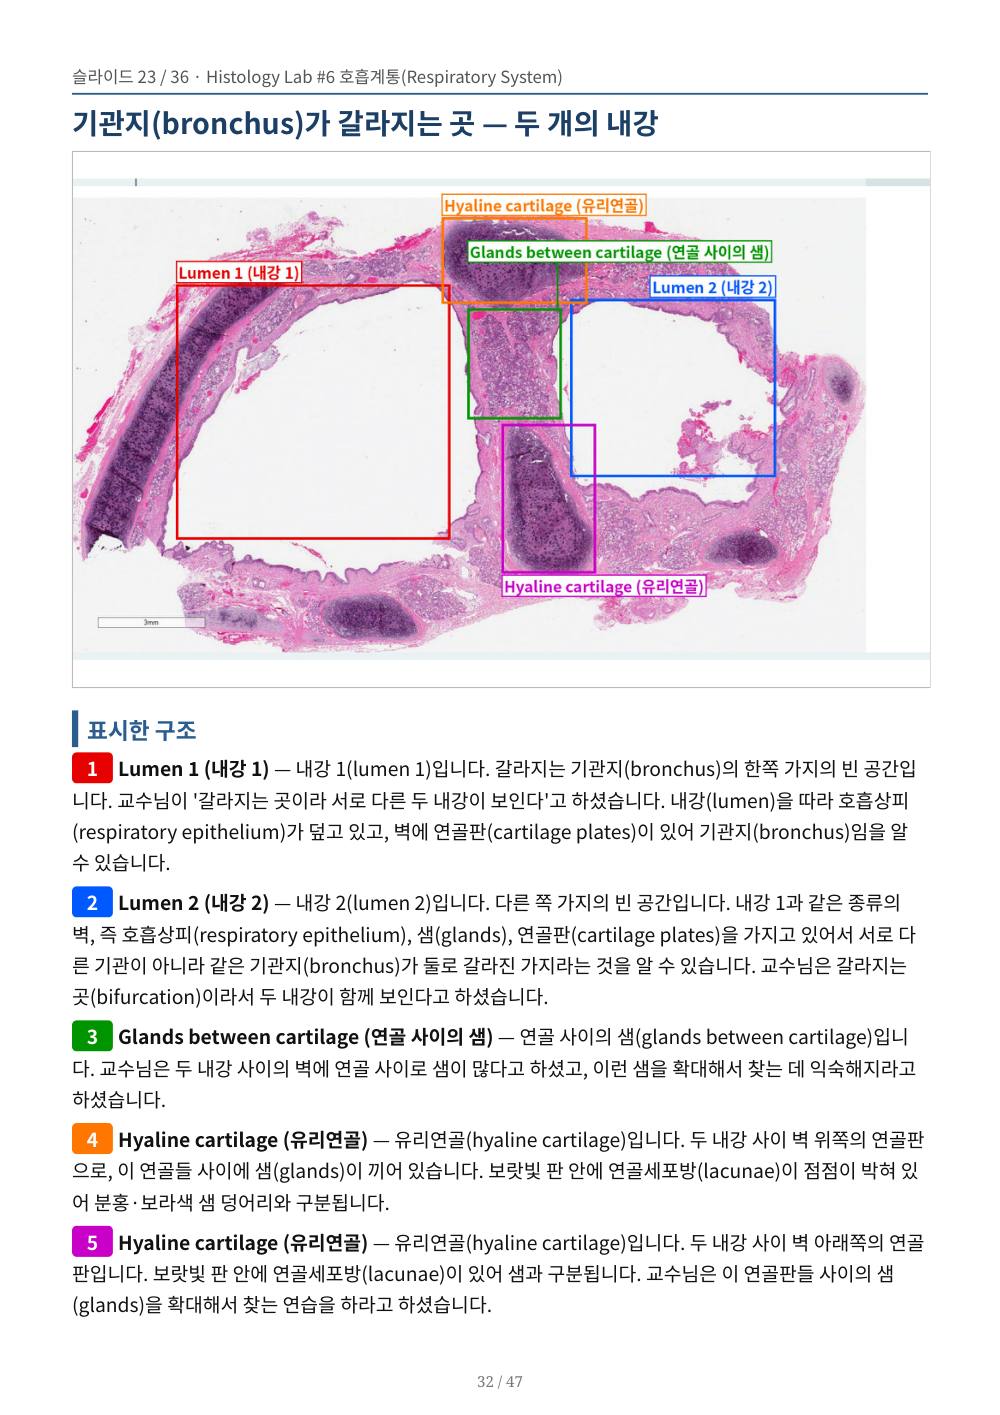 슬라이드 23 / 36 · Histology Lab #6 호흡계통(Respiratory System)
기관지(bronchus)가 갈라지는 곳 — 두 개의 내강
Hyaline cartilage (유리연골)
Glands between cartilage (연골 사이의 샘)
Lumen 1 (내강 1)
Lumen 2 (내강 2)
Hyaline cartilage (유리연골)
3mm
표시한 구조
1 Lumen 1 (내강 1) — 내강 1(lumen 1)입니다. 갈라지는 기관지(bronchus)의 한쪽 가지의 빈 공간입
니다. 교수님이 '갈라지는 곳이라 서로 다른 두 내강이 보인다'고 하셨습니다. 내강(lumen)을 따라 호흡상피
(respiratory epithelium)가 덮고 있고, 벽에 연골판(cartilage plates)이 있어 기관지(bronchus)임을 알
수 있습니다.
2 Lumen 2 (내강 2) — 내강 2(lumen 2)입니다. 다른 쪽 가지의 빈 공간입니다. 내강 1과 같은 종류의
벽, 즉 호흡상피(respiratory epithelium), 샘(glands), 연골판(cartilage plates)을 가지고 있어서 서로 다
른 기관이 아니라 같은 기관지(bronchus)가 둘로 갈라진 가지라는 것을 알 수 있습니다. 교수님은 갈라지는
곳(bifurcation)이라서 두 내강이 함께 보인다고 하셨습니다.
3 Glands between cartilage (연골 사이의 샘) — 연골 사이의 샘(glands between cartilage)입니
다. 교수님은 두 내강 사이의 벽에 연골 사이로 샘이 많다고 하셨고, 이런 샘을 확대해서 찾는 데 익숙해지라고
하셨습니다.
4 Hyaline cartilage (유리연골) — 유리연골(hyaline cartilage)입니다. 두 내강 사이 벽 위쪽의 연골판
으로, 이 연골들 사이에 샘(glands)이 끼어 있습니다. 보랏빛 판 안에 연골세포방(lacunae)이 점점이 박혀 있
어 분홍·보라색 샘 덩어리와 구분됩니다.
5 Hyaline cartilage (유리연골) — 유리연골(hyaline cartilage)입니다. 두 내강 사이 벽 아래쪽의 연골
판입니다. 보랏빛 판 안에 연골세포방(lacunae)이 있어 샘과 구분됩니다. 교수님은 이 연골판들 사이의 샘
(glands)을 확대해서 찾는 연습을 하라고 하셨습니다.
32 / 47